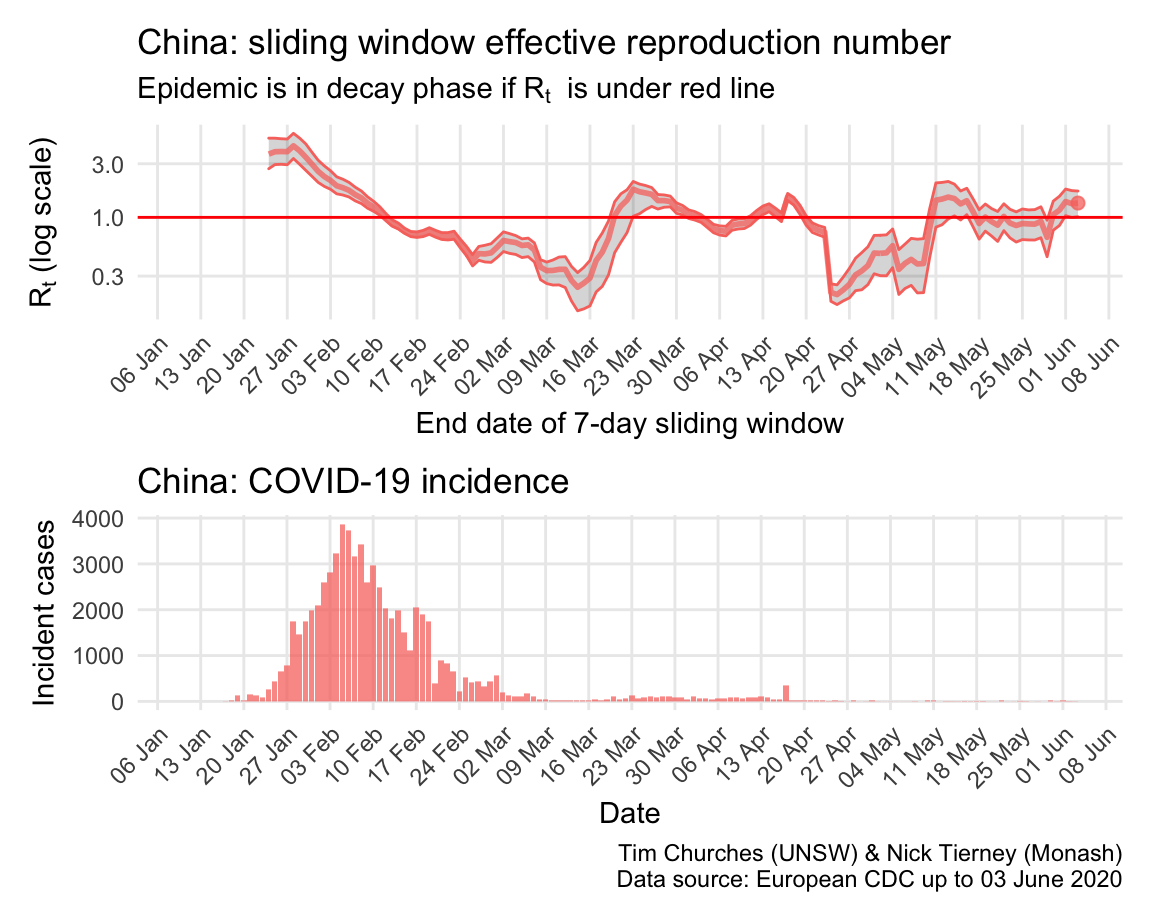 China: sliding window effective reproduction number
Epidemic is in decay phase if Rt is under red line
Rt (log scale)
3.0
1.0
0.3
06 Jan
13 Jan
20 Jan
27 Jan
03 Feb
10 Feb
17 Feb
24 Feb
02 Mar
09 Mar
16 Mar
23 Mar
30 Mar
06 Apr
13 Apr
20 Apr
27 Apr
04 May
11 May
18 May
25 May
01 Jun
08 Jun
End date of 7-day sliding window
China: COVID-19 incidence
Incident cases
4000
3000
2000
1000
0
06 Jan
13 Jan
20 Jan
27 Jan
03 Feb
10 Feb
17 Feb
24 Feb
02 Mar
09 Mar
16 Mar
23 Mar
30 Mar
06 Apr
13 Apr
20 Apr
27 Apr
04 May
11 May
18 May
25 May
01 Jun
08 Jun
Date
Tim Churches (UNSW) & Nick Tierney (Monash)
Data source: European CDC up to 03 June 2020